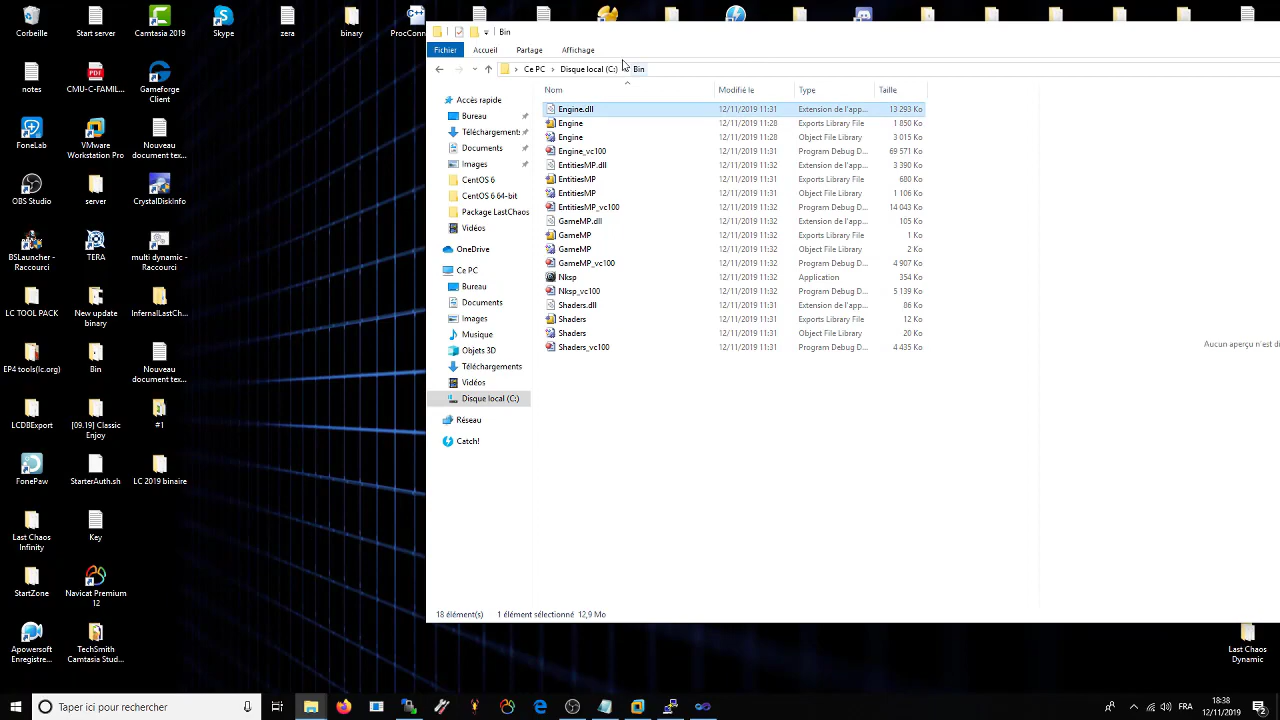 Corbeille
Start server
Camtasia 2019
Skype
zera
binary
ProcConn
notes
CMU-C-FAMIL...
Gameforge
Client
FoneLab
VMware
Workstation Pro
Nouveau
document tex...
OBS Studio
server
CrystalDiskInfo
BSLauncher -
Raccourci
TERA
multi dynamic -
Raccourci
LC TOOL PACK
New update
binary
InfernalLastCh...
EP4 tools(lc.org)
Bin
Nouveau
document tex...
LCDBExport
[09.19] Classic
Enjoy
#1
FonePaw
StarterAuth.sh
LC 2019 binaire
Last Chaos
Infinity
Key
StartZone
Navicat Premium
12
Apowersoft
Enregistre...
TechSmith
Camtasia Stud...
Bin
Fichier
Accueil
Partage
Affichage
Ce PC
Disque local (C:)
Bin
Accès rapide
Bureau
Téléchargements
Documents
Images
CentOS 6
CentOS 6 64-bit
Package LastChaos
Vidéos
OneDrive
Ce PC
Bureau
Documents
Images
Musique
Objets 3D
Téléchargements
Vidéos
Disque local (C:)
Réseau
Catch!
Nom Modifié le Type Taille
Engine.dll 12/11/2019 11:31 Extension de l'app... 13 293 Ko
Engine 12/11/2019 11:28 Exports Library File 1 850 Ko
Engine 12/11/2019 11:28 Object File Library 3 015 Ko
Engine_vc100 12/11/2019 11:31 Program Debug D... 69 571 Ko
EntitiesMP.dll 12/11/2019 11:32 Extension de l'app... 3 390 Ko
EntitiesMP 12/11/2019 11:31 Exports Library File 680 Ko
EntitiesMP 12/11/2019 11:31 Object File Library 1 106 Ko
EntitiesMP_vc100 12/11/2019 11:32 Program Debug D... 14 043 Ko
GameMP.dll 12/11/2019 11:32 Extension de l'app... 105 Ko
GameMP 12/11/2019 11:32 Exports Library File 1 Ko
GameMP 12/11/2019 11:32 Object File Library 2 Ko
GameMP_vc100 12/11/2019 11:32 Program Debug D... 4 907 Ko
Nksp 12/11/2019 11:32 Application 354 Ko
Nksp_vc100 12/11/2019 11:32 Program Debug D... 5 139 Ko
Shaders.dll 12/11/2019 11:31 Extension de l'app... 86 Ko
Shaders 12/11/2019 11:31 Exports Library File 12 Ko
Shaders 12/11/2019 11:31 Object File Library 20 Ko
Shaders_vc100 12/11/2019 11:31 Program Debug D... 4 435 Ko
Aucun aperçu n'est di
18 élément(s) 1 élément sélectionné 12,9 Mo
Last Chaos
Dynamic
Taper ici pour rechercher
FRA
18:38
12/11/2019